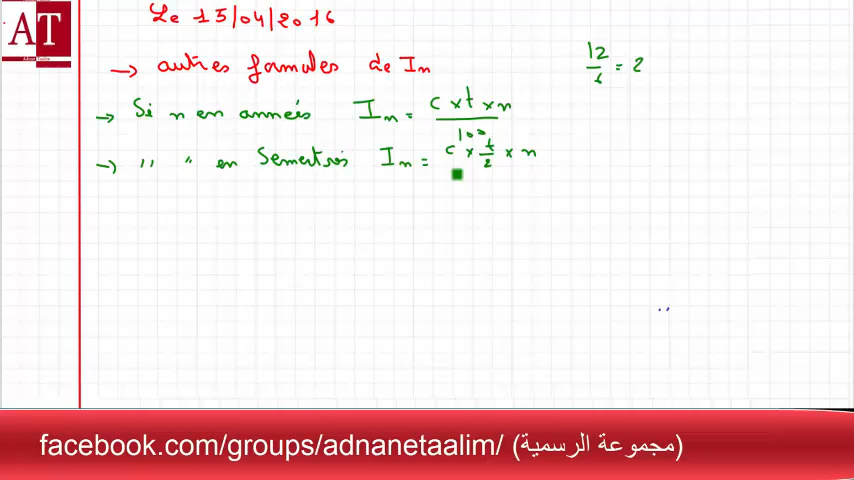 AT
Le 15/04/2016
→ autres formules de In
12/6 = 2
→ Si n en années In = c x t x n / 100
→ '' '' en Semestres In = c x t/2 x n
facebook.com/groups/adnanetaalim/ (مجموعة الرسمية)